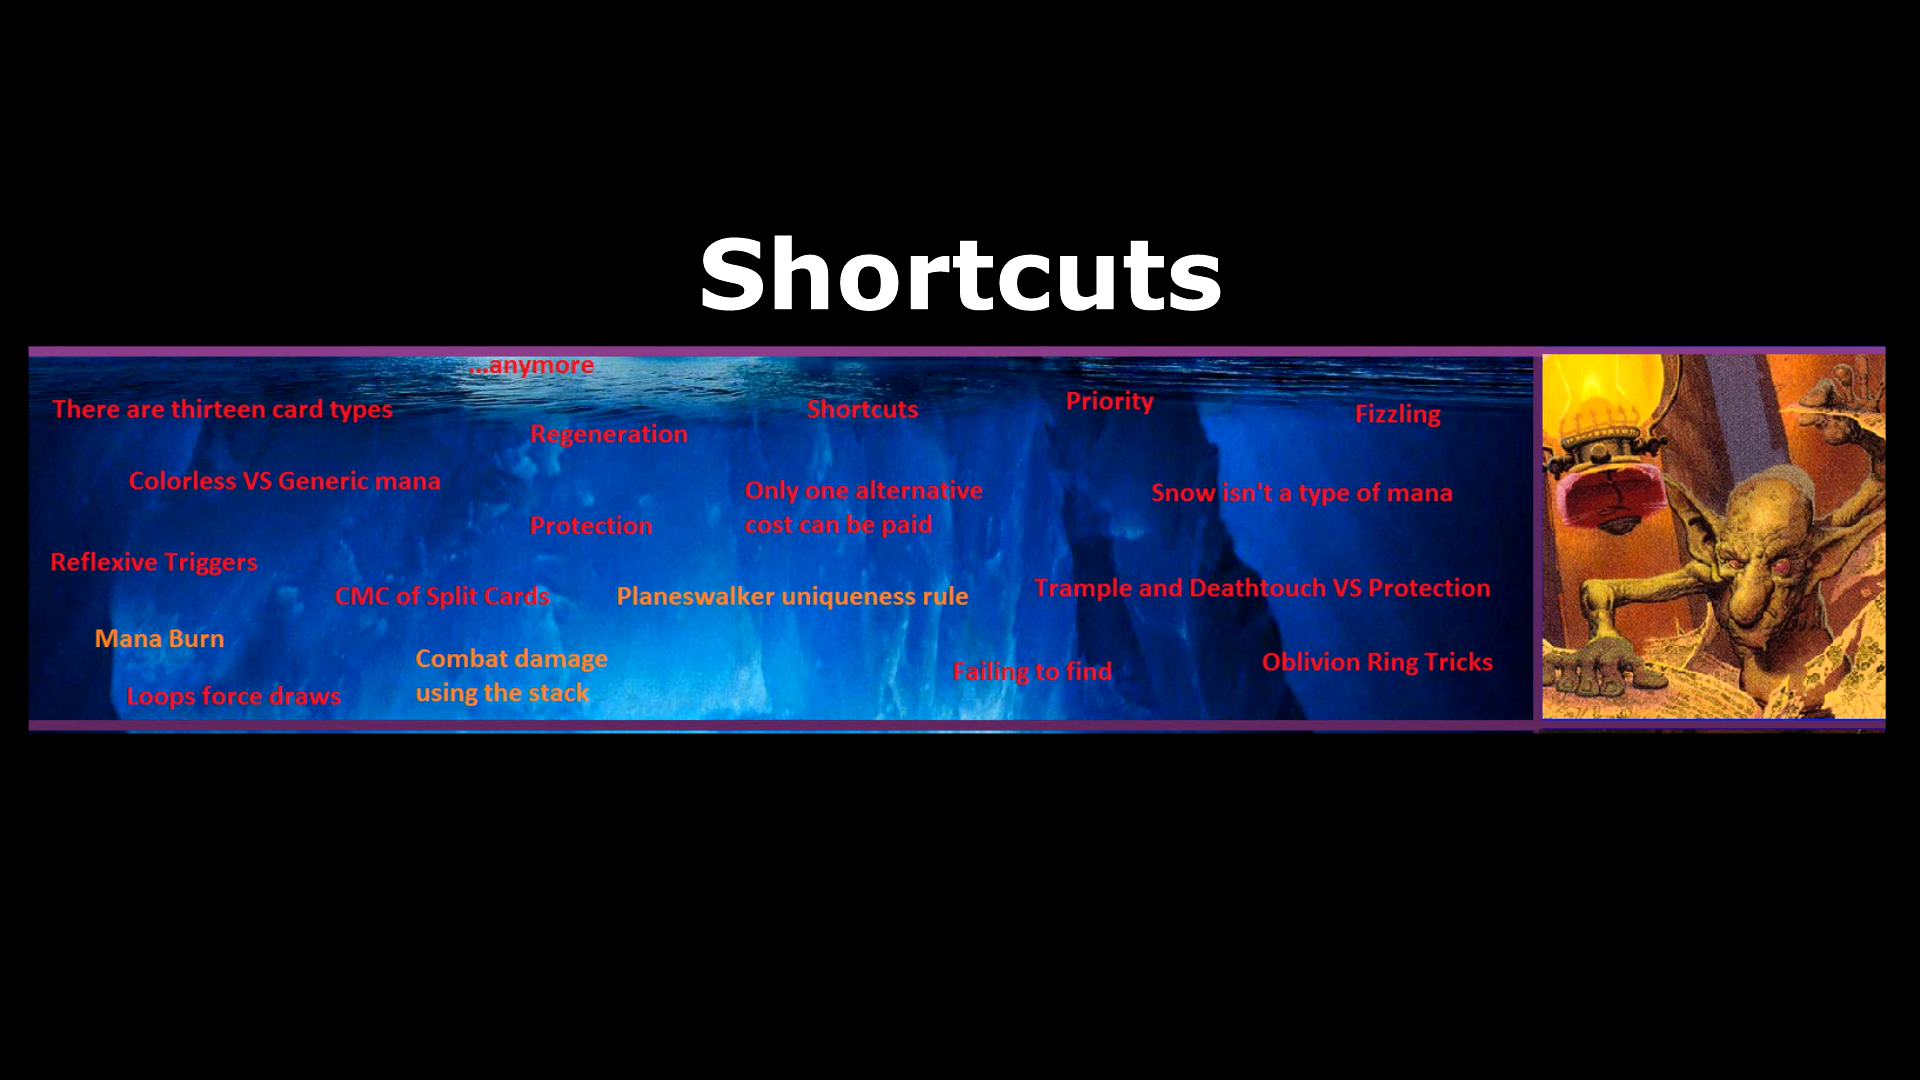 Shortcuts
...anymore
There are thirteen card types
Shortcuts
Priority
Fizzling
Regeneration
Colorless VS Generic mana
Only one alternative
cost can be paid
Snow isn't a type of mana
Protection
Reflexive Triggers
CMC of Split Cards
Planeswalker uniqueness rule
Trample and Deathtouch VS Protection
Mana Burn
Combat damage
using the stack
Failing to find
Oblivion Ring Tricks
Loops force draws